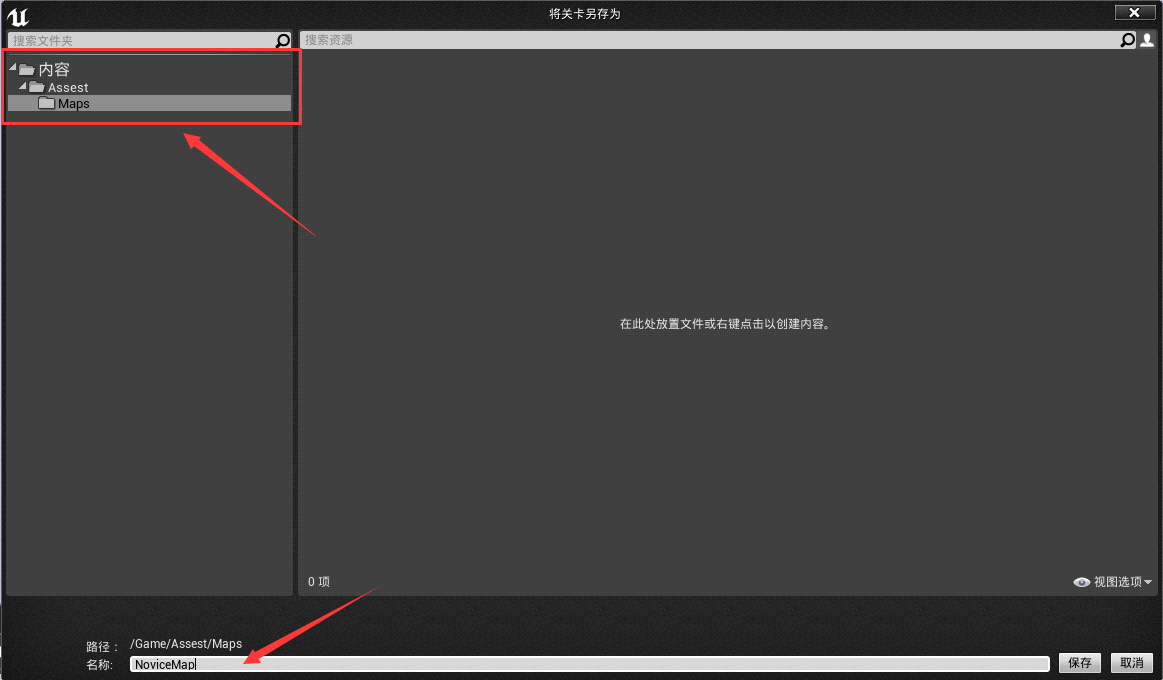 将关卡另存为
搜索文件夹
搜索资源
内容
Assest
Maps
在此处放置文件或右键点击以创建内容。
0 项
视图选项
路径： /Game/Assest/Maps
名称: NoviceMap
保存 取消